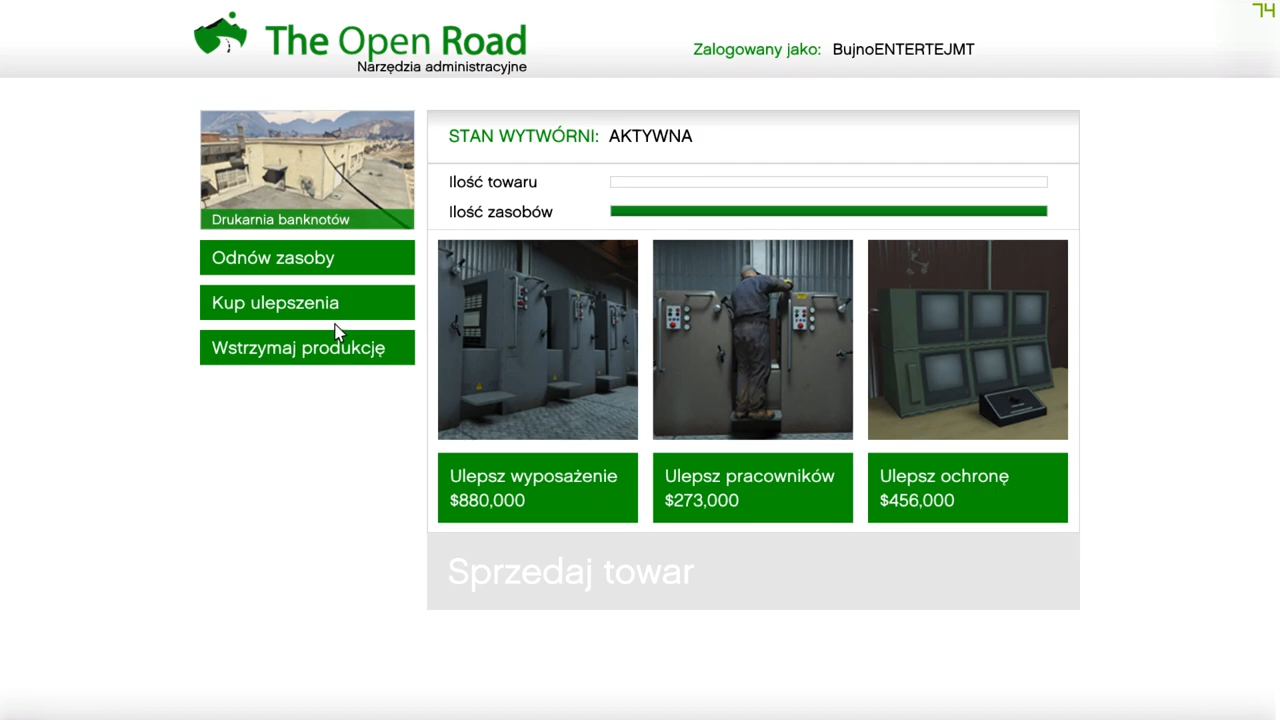 74
The Open Road
Narzędzia administracyjne
Zalogowany jako: BujnoENTERTEJMT
Drukarnia banknotów
Odnów zasoby
Kup ulepszenia
Wstrzymaj produkcję
STAN WYTWÓRNI: AKTYWNA
Ilość towaru
Ilość zasobów
Ulepsz wyposażenie
$880,000
Ulepsz pracowników
$273,000
Ulepsz ochronę
$456,000
Sprzedaj towar